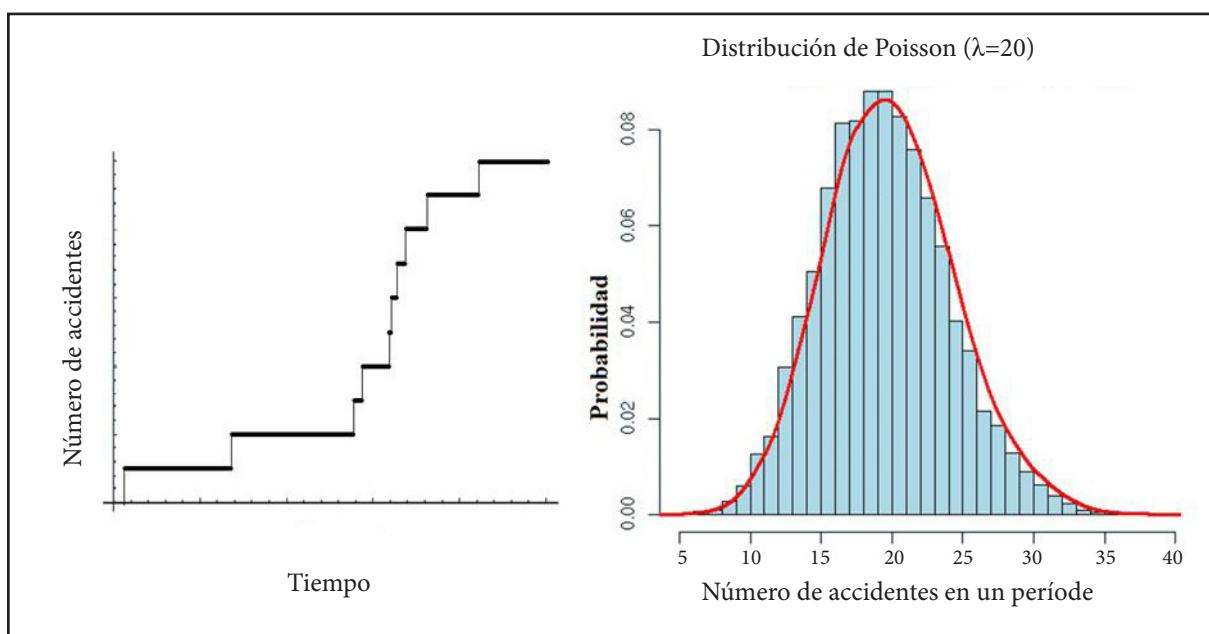 Número de accidentes
Tiempo
Distribución de Poisson (λ=20)
Probabilidad
0.08
0.06
0.04
0.02
0.00
5 10 15 20 25 30 35 40
Número de accidentes en un període